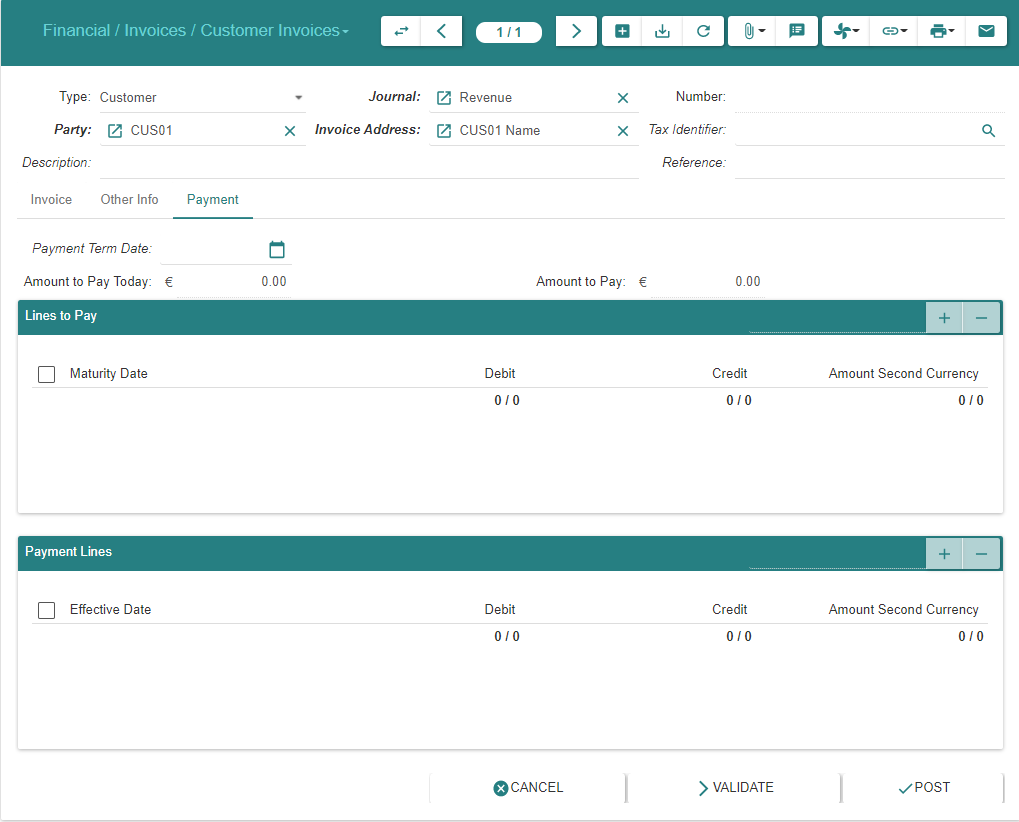 Financial / Invoices / Customer Invoices
1 / 1
Type: Customer Journal: Revenue Number:
Party: CUS01 Invoice Address: CUS01 Name Tax Identifier:
Description: Reference:
Invoice Other Info Payment
Payment Term Date:
Amount to Pay Today: € 0.00 Amount to Pay: € 0.00
Lines to Pay
Maturity Date Debit Credit Amount Second Currency
0 / 0 0 / 0 0 / 0
Payment Lines
Effective Date Debit Credit Amount Second Currency
0 / 0 0 / 0 0 / 0
CANCEL VALIDATE POST